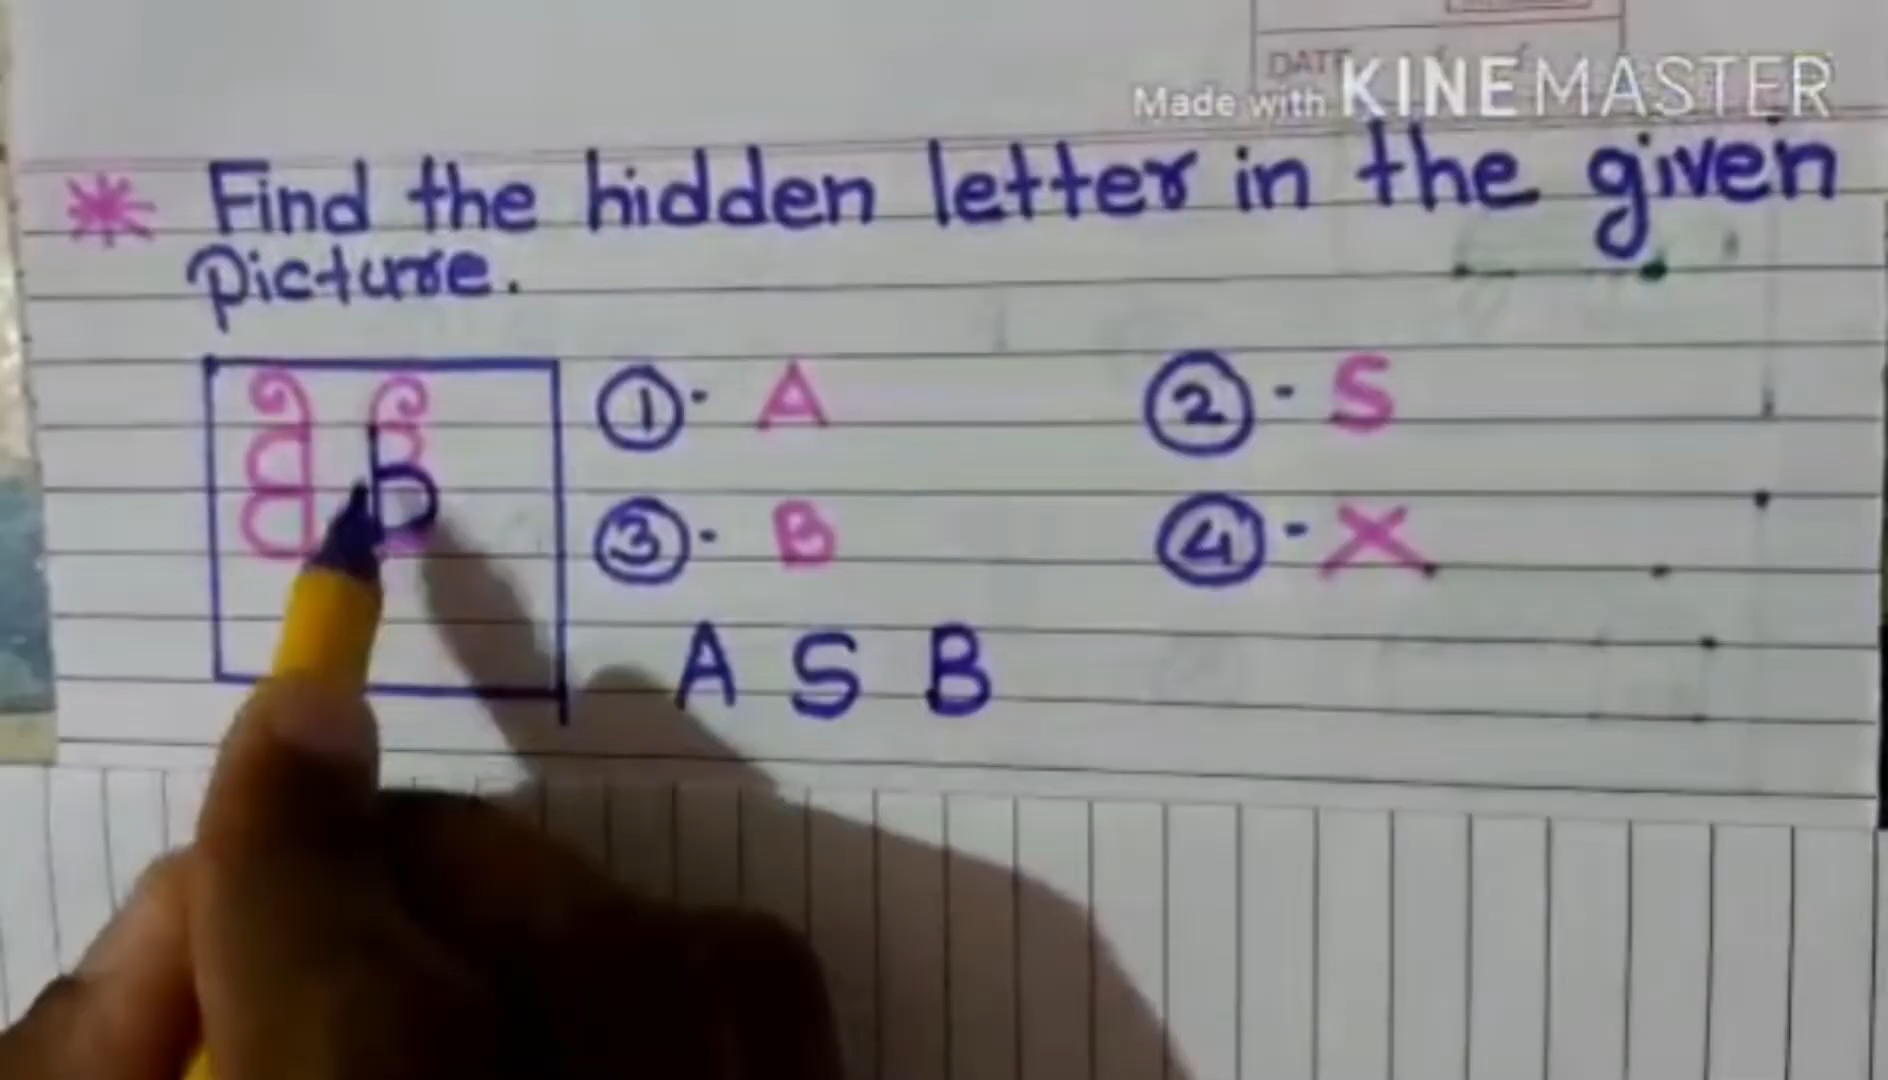 DATE
Made with KINEMASTER
Find the hidden letter in the given
picture.
1 - A 2 - S
3 - B 4 - X
A S B